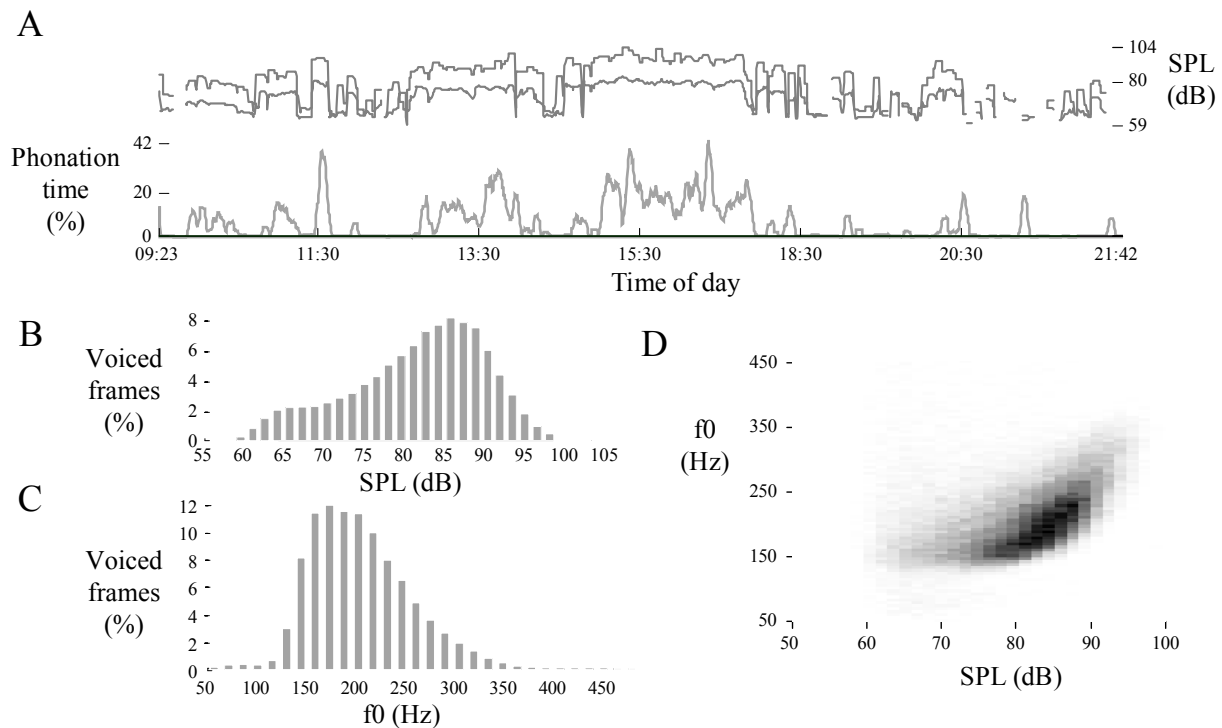 A
104
SPL
80
(dB)
59
Phonation
time
(%)
42
20
0
09:23 11:30 13:30 15:30 18:30 20:30 21:42
Time of day
B
Voiced
frames
(%)
8
6
4
2
0
55 60 65 70 75 80 85 90 95 100 105
SPL (dB)
C
Voiced
frames
(%)
12
10
8
6
4
2
0
50 100 150 200 250 300 350 400 450
f0 (Hz)
D
f0
(Hz)
450
350
250
150
50
50 60 70 80 90 100
SPL (dB)